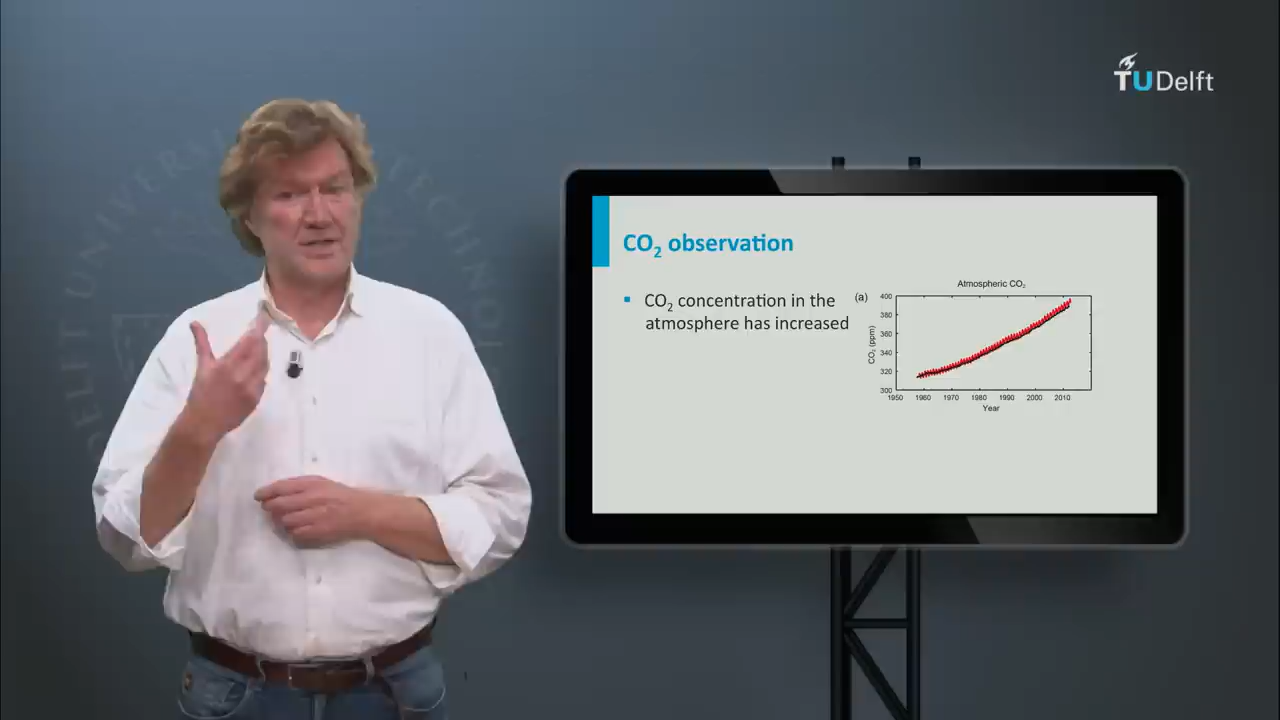 TUDelft
CO₂ observation
▪ CO₂ concentration in the
atmosphere has increased
(a)
Atmospheric CO₂
400
380
360
340
320
300
CO₂ (ppm)
1950 1960 1970 1980 1990 2000 2010
Year